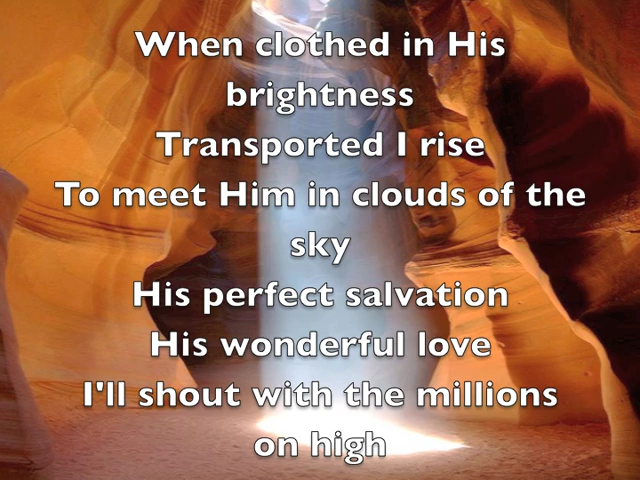 When clothed in His
brightness
Transported I rise
To meet Him in clouds of the
sky
His perfect salvation
His wonderful love
I'll shout with the millions
on high